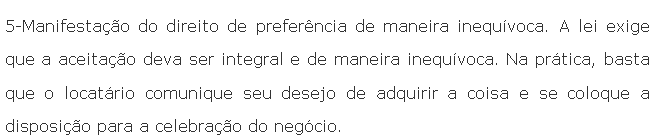 5-Manifestação do direito de preferência de maneira inequívoca. A lei exige
que a aceitação deva ser integral e de maneira inequívoca. Na prática, basta
que o locatário comunique seu desejo de adquirir a coisa e se coloque a
disposição para a celebração do negócio.